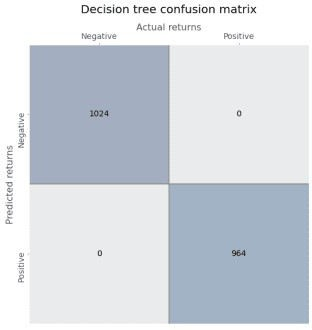 Decision tree confusion matrix
Actual returns
Negative Positive
Predicted returns
Negative
1024 0
Positive
0 964